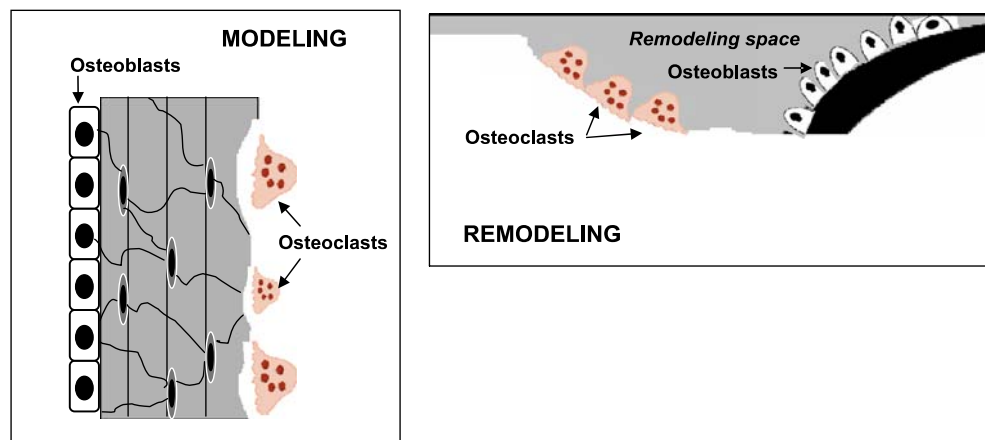 MODELING
Osteoblasts
Osteoclasts
Remodeling space
Osteoblasts
Osteoclasts
REMODELING